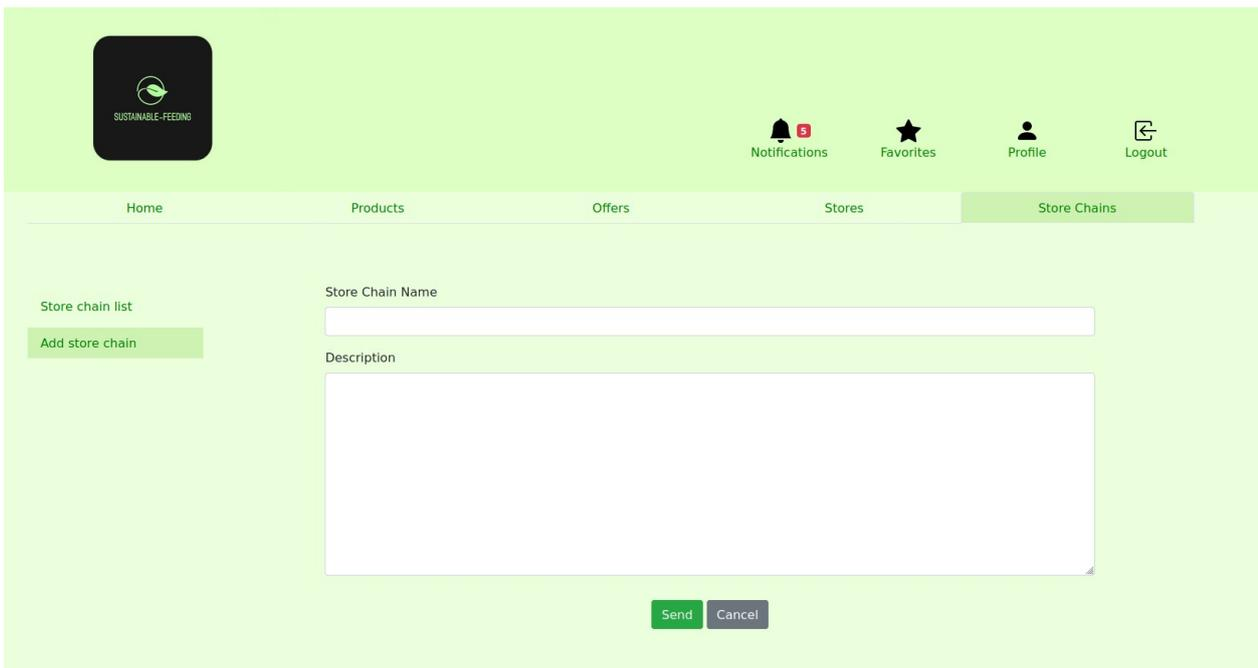 SUSTAINABLE-FEEDING
5
Notifications Favorites Profile Logout
Home Products Offers Stores Store Chains
Store chain list
Add store chain
Store Chain Name
Description
Send Cancel